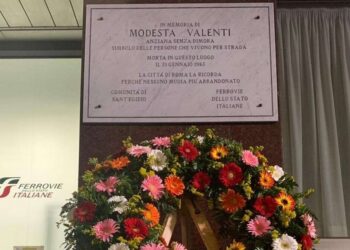 IN MEMORIA DI
MODESTA VALENTI
ANZIANA SENZA DIMORA
SIMBOLO DELLE PERSONE CHE VIVONO PER STRADA
MORTA IN QUESTO LUOGO
IL 31 GENNAIO 1983
LA CITTÀ DI ROMA LA RICORDA
PERCHÉ NESSUNO MUOIA PIÙ ABBANDONATO
COMUNITÀ DI
SANT'EGIDIO
FERROVIE
DELLO STATO
ITALIANE
FERROVIE
ITALIANE